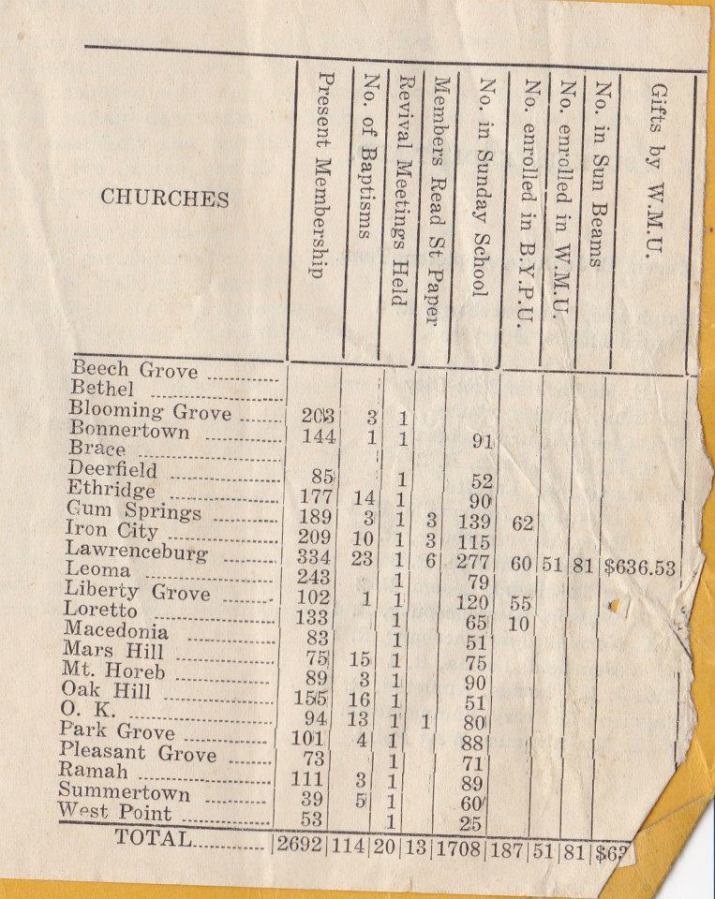 CHURCHES
Present Membership
No. of Baptisms
Revival Meetings Held
Members Read St Paper
No. in Sunday School
No. enrolled in B.Y.P.U.
No. enrolled in W.M.U.
No. in Sun Beams
Gifts by W.M.U.
Beech Grove
Bethel
Blooming Grove 203 3 1
Bonnertown 144 1 1 91
Brace
Deerfield 85 1 52
Ethridge 177 14 1 90
Gum Springs 189 3 1 3 139 62
Iron City 209 10 1 3 115
Lawrenceburg 334 23 1 6 277 60 51 81 $636.53
Leoma 243 1 79
Liberty Grove 102 1 1 120 55
Loretto 133 1 65 10
Macedonia 83 1 51
Mars Hill 75 15 1 75
Mt. Horeb 89 3 1 90
Oak Hill 155 16 1 51
O. K. 94 13 1 1 80
Park Grove 101 4 1 88
Pleasant Grove 73 1 71
Ramah 111 3 1 89
Summertown 39 5 1 60
West Point 53 1 25
TOTAL 2692 114 20 13 1708 187 51 81 $63